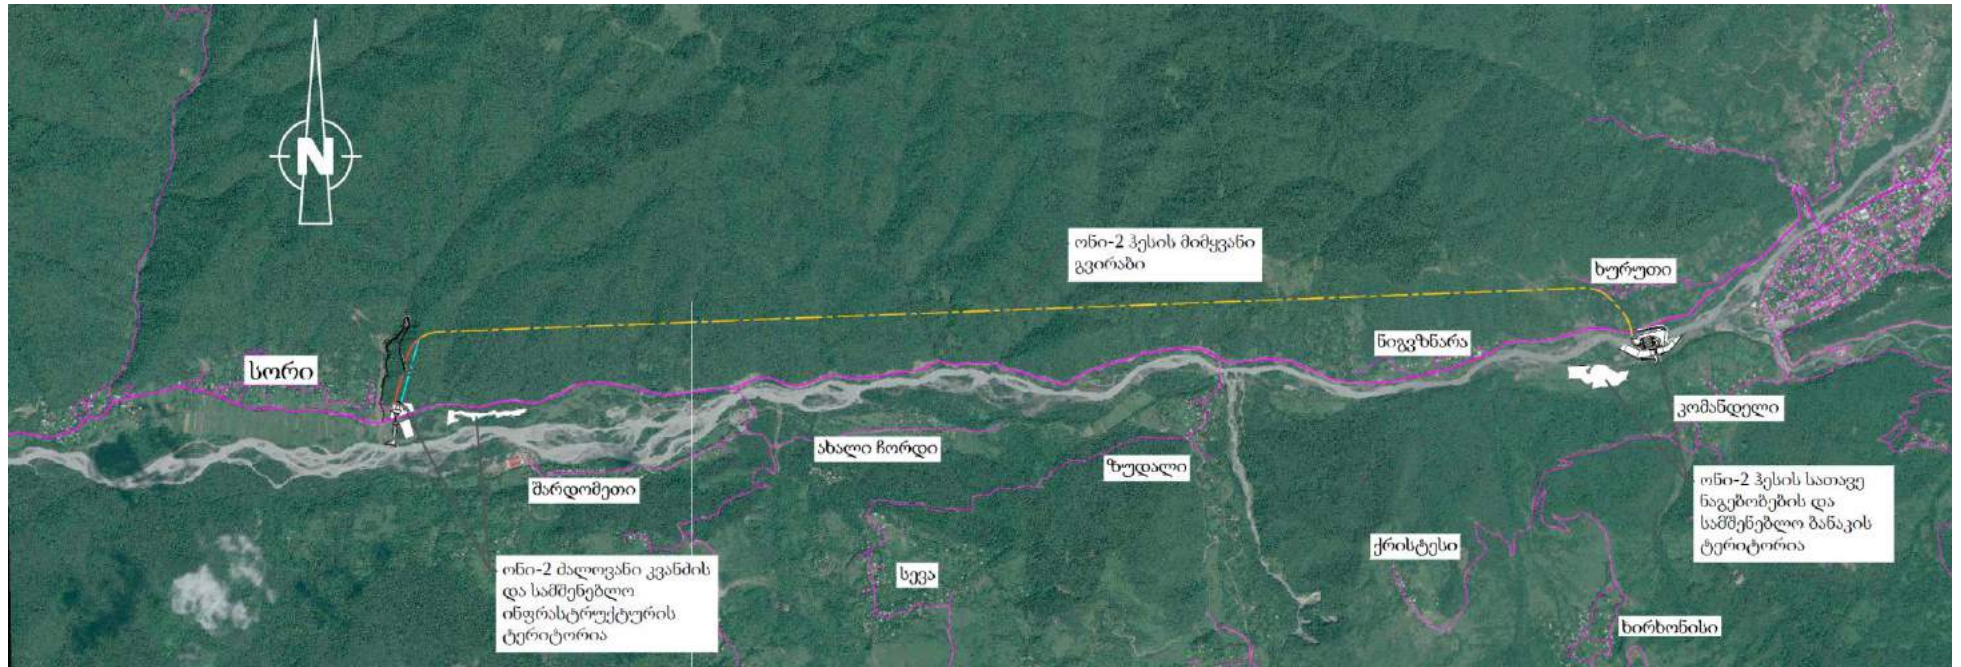 N
ონი-2 ჰესის მიმყვანი
გვირაბი
ხურუთი
ნიგვზნარა
სორი
კომანდელი
ახალი ჩორდი
ზუდალი
შარდომეთი
ონი-2 ჰესის სათავე
ნაგებობების და
სამშენებლო ბანაკის
ტერიტორია
ქრისტესი
სევა
ონი-2 ძალოვანი კვანძის
და სამშენებლო
ინფრასტრუქტურის
ტერიტორია
ხირხონისი